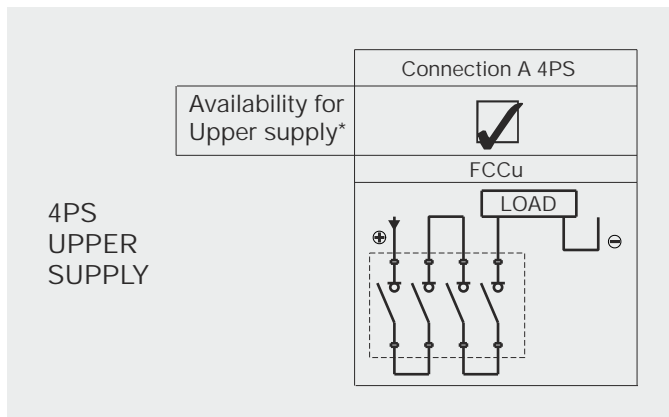 Connection A 4PS
Availability for
Upper supply*
FCCu
LOAD
4PS
UPPER
SUPPLY
⊕
⊖